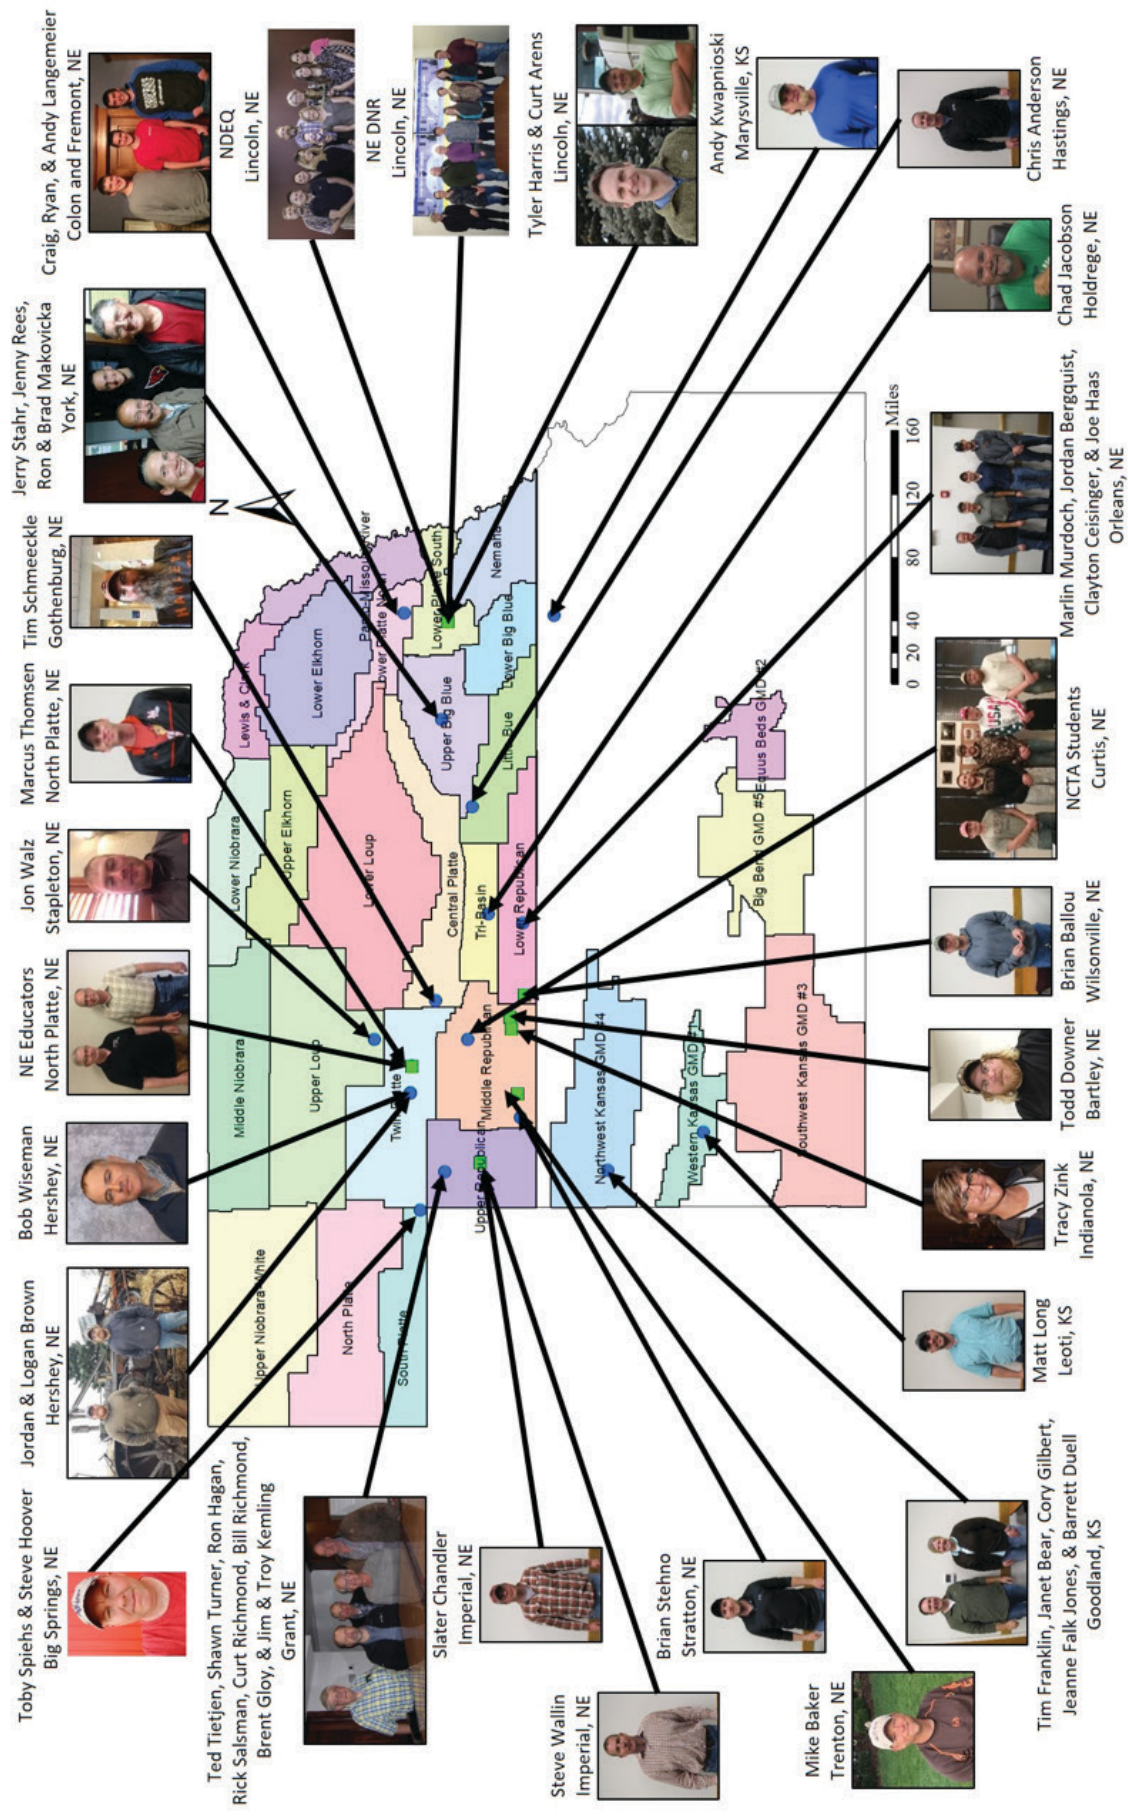 Toby Spiehs & Steve Hoover
Big Springs, NE
Jordan & Logan Brown
Hershey, NE
Bob Wiseman
Hershey, NE
NE Educators
North Platte, NE
Jon Walz
Stapleton, NE
Marcus Thomsen
North Platte, NE
Tim Schmeeckle
Gothenburg, NE
Jerry Stahr, Jenny Rees,
Ron & Brad Makovicka
York, NE
Craig, Ryan, & Andy Langemeier
Colon and Fremont, NE
NDEQ
Lincoln, NE
NE DNR
Lincoln, NE
Tyler Harris & Curt Arens
Lincoln, NE
Andy Kwapnioski
Marysville, KS
Chris Anderson
Hastings, NE
Chad Jacobson
Holdrege, NE
Marlin Murdoch, Jordan Bergquist,
Clayton Ceisinger, & Joe Haas
Orleans, NE
NCTA Students
Curtis, NE
Brian Ballou
Wilsonville, NE
Todd Downer
Bartley, NE
Tracy Zink
Indianola, NE
Matt Long
Leoti, KS
Tim Franklin, Janet Bear, Cory Gilbert,
Jeanne Falk Jones, & Barrett Duell
Goodland, KS
Mike Baker
Trenton, NE
Brian Stehno
Stratton, NE
Steve Wallin
Imperial, NE
Slater Chandler
Imperial, NE
Ted Tietjen, Shawn Turner, Ron Hagan,
Rick Salsman, Curt Richmond, Bill Richmond,
Brent Gloy, & Jim & Troy Kemling
Grant, NE
N
Upper Niobrara White
Middle Niobrara
Lower Niobrara
Lewis & Clark
North Platte
Upper Loup
Upper Elkhorn
Lower Elkhorn
South Platte
Twin Platte
Lower Loup
Lower Platte North
Central Platte
Upper Big Blue
Lower Platte South
Upper Republican
Middle Republican
Tri-Basin
Little Blue
Lower Big Blue
Nemaha
Lower Republican
Northwest Kansas GMD #4
Western Kansas GMD #1
Southwest Kansas GMD #3
Big Bend GMD #5
Equus Beds GMD #2
0 20 40 80 120 160
Miles
USA